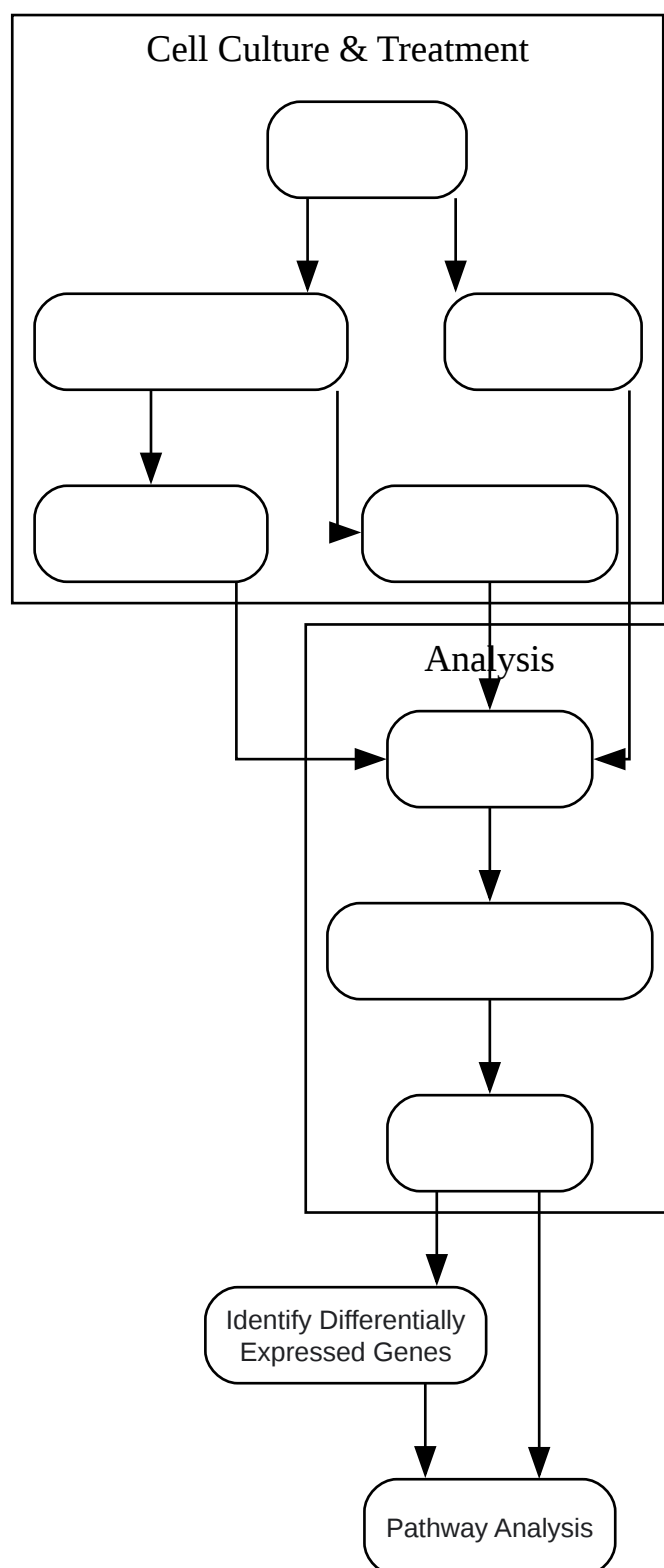 Cell Culture & Treatment
Analysis
Identify Differentially
Expressed Genes
Pathway Analysis